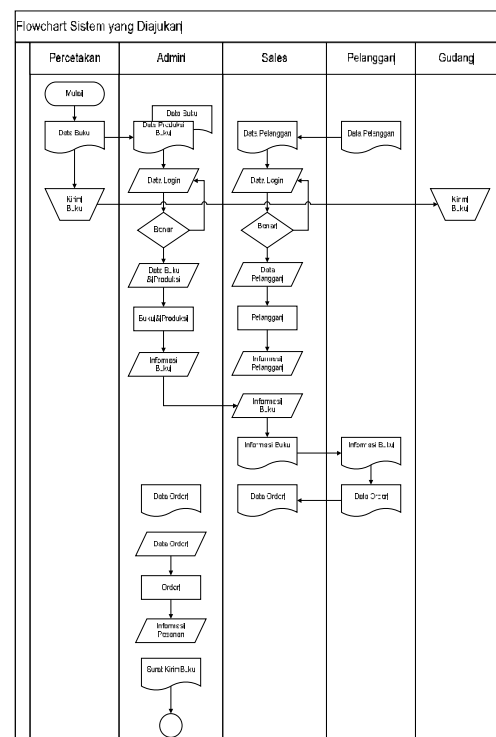 Flowchart Sistem yang Diajukan
Percetakan
Admin
Sales
Pelanggan
Gudang
Mulai
Data Buku
Data Buku
Data Produksi
Buku
Data Pelanggan
Data Pelanggan
Data Login
Data Login
Kirim
Buku
Kirim
Buku
Benar
Benar
Data Buku
& Produksi
Data
Pelanggan
Buku & Produksi
Pelanggan
Informasi
Buku
Informasi
Pelanggan
Informasi
Buku
Informasi Buku
Informasi Buku
Data Order
Data Order
Data Order
Data Order
Order
Informasi
Pesanan
Surat Kirim Buku